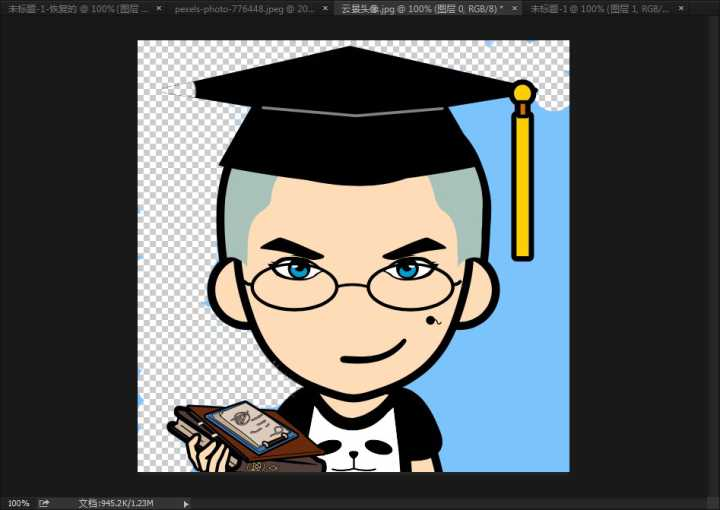 未标题-1-恢复的 @ 100% (图层 ...
pexels-photo-776448.jpeg @ 20...
云景头像.jpg @ 100% (图层 0, RGB/8) *
未标题-1 @ 100% (图层 1, RGB/...
100%
文档:945.2K/1.23M